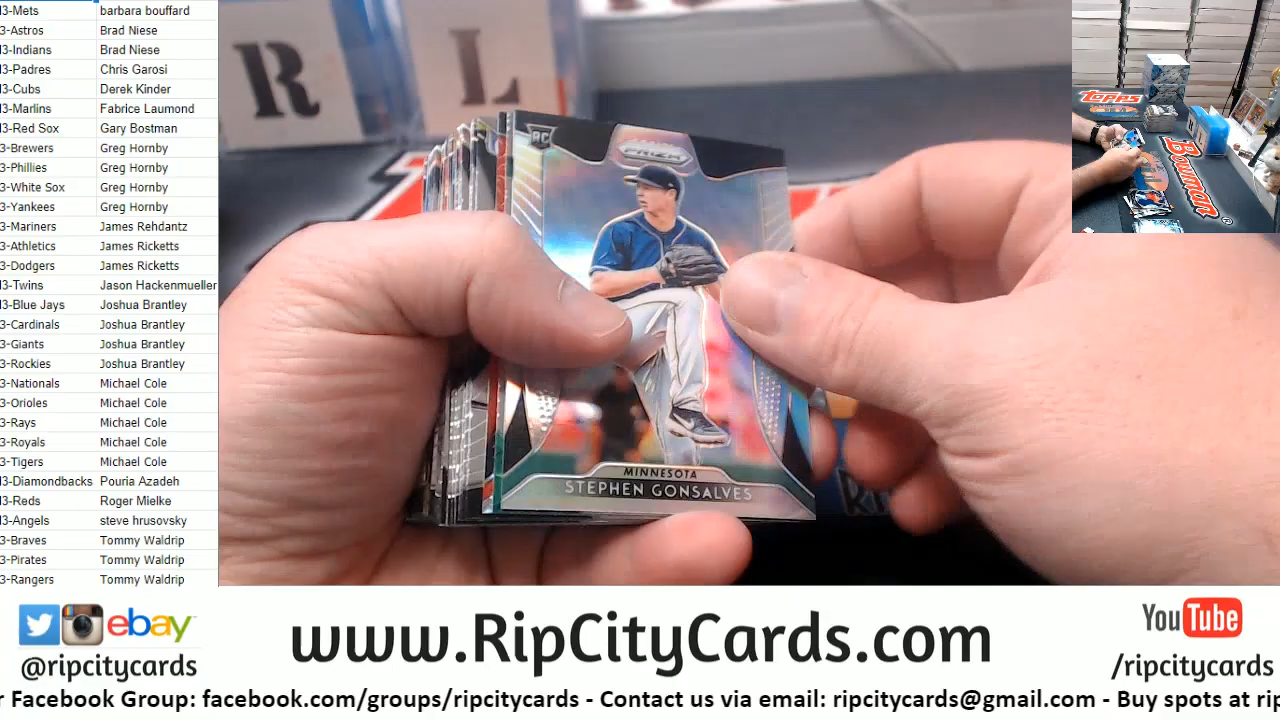 3-Mets barbara bouffard
3-Astros Brad Niese
3-Indians Brad Niese
3-Padres Chris Garosi
3-Cubs Derek Kinder
3-Marlins Fabrice Laumond
3-Red Sox Gary Bostman
3-Brewers Greg Hornby
3-Phillies Greg Hornby
3-White Sox Greg Hornby
3-Yankees Greg Hornby
3-Mariners James Rehdantz
3-Athletics James Ricketts
3-Dodgers James Ricketts
3-Twins Jason Hackenmueller
3-Blue Jays Joshua Brantley
3-Cardinals Joshua Brantley
3-Giants Joshua Brantley
3-Rockies Joshua Brantley
3-Nationals Michael Cole
3-Orioles Michael Cole
3-Rays Michael Cole
3-Royals Michael Cole
3-Tigers Michael Cole
3-Diamondbacks Pouria Azadeh
3-Reds Roger Mielke
3-Angels steve hrusovsky
3-Braves Tommy Waldrip
3-Pirates Tommy Waldrip
3-Rangers Tommy Waldrip
R L
RC
PRIZM
MINNESOTA
STEPHEN GONSALVES
Topps
Bowman
ebay
@ripcitycards
www.RipCityCards.com
YouTube
/ripcitycards
r Facebook Group: facebook.com/groups/ripcitycards - Contact us via email: ripcitycards@gmail.com - Buy spots at rip